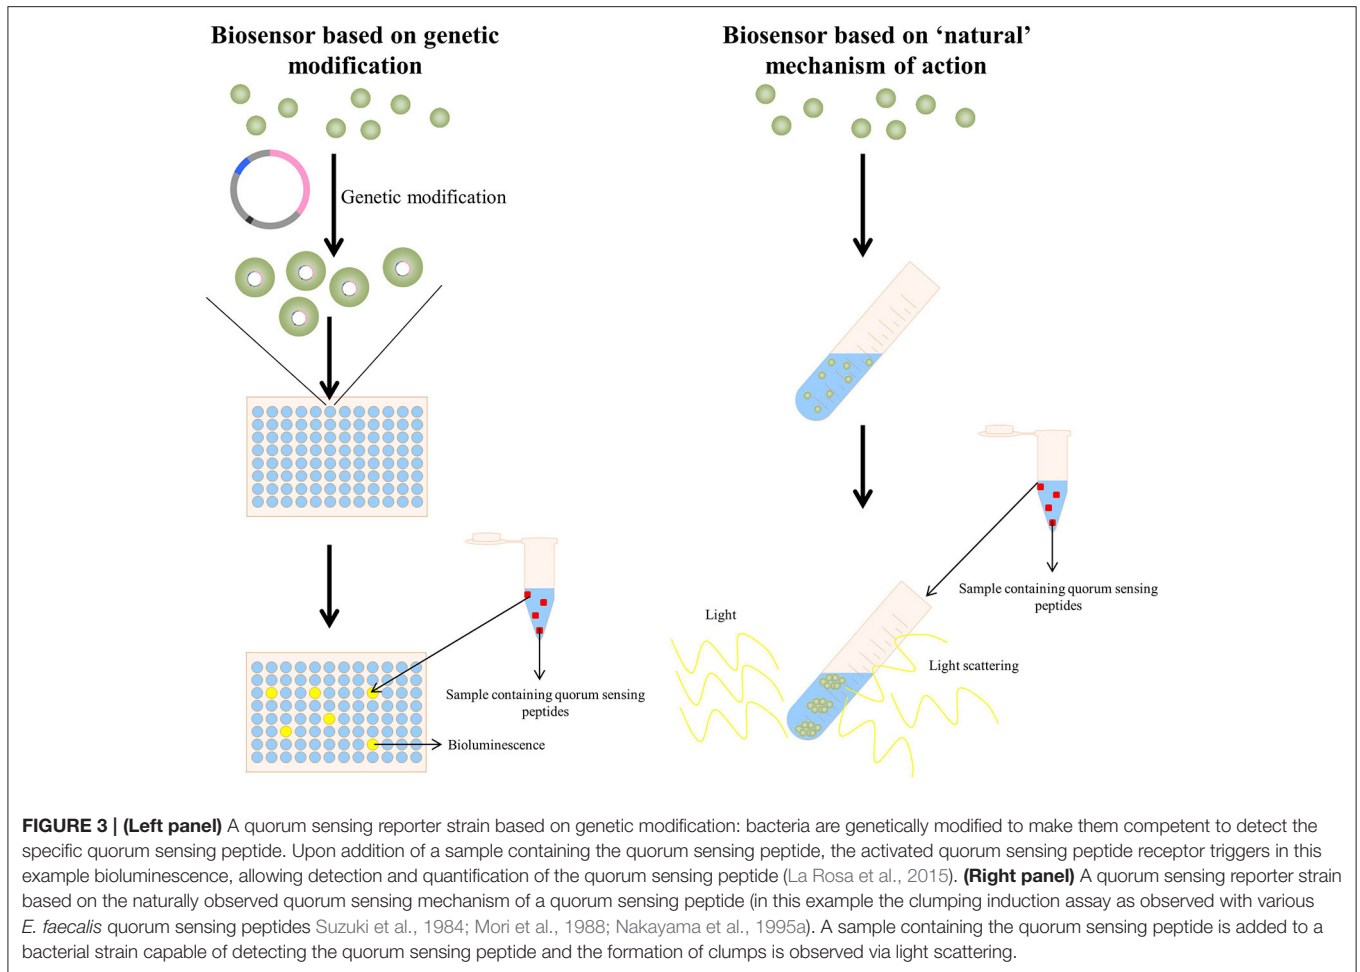 Biosensor based on genetic
modification
Genetic modification
Sample containing quorum sensing
peptides
Bioluminescence
Biosensor based on ‘natural’
mechanism of action
Sample containing quorum sensing
peptides
Light
Light scattering
FIGURE 3 | (Left panel) A quorum sensing reporter strain based on genetic modification: bacteria are genetically modified to make them competent to detect the
specific quorum sensing peptide. Upon addition of a sample containing the quorum sensing peptide, the activated quorum sensing peptide receptor triggers in this
example bioluminescence, allowing detection and quantification of the quorum sensing peptide (La Rosa et al., 2015). (Right panel) A quorum sensing reporter strain
based on the naturally observed quorum sensing mechanism of a quorum sensing peptide (in this example the clumping induction assay as observed with various
E. faecalis quorum sensing peptides Suzuki et al., 1984; Mori et al., 1988; Nakayama et al., 1995a). A sample containing the quorum sensing peptide is added to a
bacterial strain capable of detecting the quorum sensing peptide and the formation of clumps is observed via light scattering.